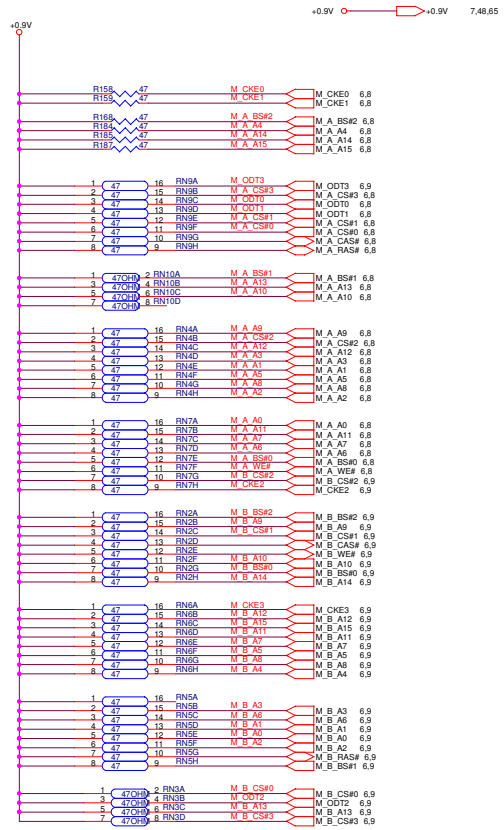 +0.9V +0.9V 7,48,65
+0.9V
R158 47 M_CKE0 M_CKE0 6,8
R159 47 M_CKE1 M_CKE1 6,8
R168 47 M_A_BS#2 M_A_BS#2 6,8
R184 47 M_A_A4 M_A_A4 6,8
R185 47 M_A_A14 M_A_A14 6,8
R187 47 M_A_A15 M_A_A15 6,8
1 47 16 RN9A M_ODT3 M_ODT3 6,9
2 47 15 RN9B M_A_CS#3 M_A_CS#3 6,8
3 47 14 RN9C M_ODT0 M_ODT0 6,8
4 47 13 RN9D M_ODT1 M_ODT1 6,8
5 47 12 RN9E M_A_CS#1 M_A_CS#1 6,8
6 47 11 RN9F M_A_CS#0 M_A_CS#0 6,8
7 47 10 RN9G M_A_CAS# 6,8
8 47 9 RN9H M_A_RAS# 6,8
1 47OHM 2 RN10A M_A_BS#1 M_A_BS#1 6,8
3 47OHM 4 RN10B M_A_A13 M_A_A13 6,8
5 47OHM 6 RN10C M_A_A10 M_A_A10 6,8
7 47OHM 8 RN10D
1 47 16 RN4A M_A_A9 M_A_A9 6,8
2 47 15 RN4B M_A_CS#2 M_A_CS#2 6,8
3 47 14 RN4C M_A_A12 M_A_A12 6,8
4 47 13 RN4D M_A_A3 M_A_A3 6,8
5 47 12 RN4E M_A_A1 M_A_A1 6,8
6 47 11 RN4F M_A_A5 M_A_A5 6,8
7 47 10 RN4G M_A_A8 M_A_A8 6,8
8 47 9 RN4H M_A_A2 M_A_A2 6,8
1 47 16 RN7A M_A_A0 M_A_A0 6,8
2 47 15 RN7B M_A_A11 M_A_A11 6,8
3 47 14 RN7C M_A_A7 M_A_A7 6,8
4 47 13 RN7D M_A_A6 M_A_A6 6,8
5 47 12 RN7E M_A_BS#0 M_A_BS#0 6,8
6 47 11 RN7F M_A_WE# M_A_WE# 6,8
7 47 10 RN7G M_B_CS#2 M_B_CS#2 6,9
8 47 9 RN7H M_CKE2 M_CKE2 6,9
1 47 16 RN2A M_B_BS#2 M_B_BS#2 6,9
2 47 15 RN2B M_B_A9 M_B_A9 6,9
3 47 14 RN2C M_B_CS#1 M_B_CS#1 6,9
4 47 13 RN2D M_B_CAS# 6,9
5 47 12 RN2E M_B_WE# 6,9
6 47 11 RN2F M_B_A10 M_B_A10 6,9
7 47 10 RN2G M_B_BS#0 M_B_BS#0 6,9
8 47 9 RN2H M_B_A14 M_B_A14 6,9
1 47 16 RN6A M_CKE3 M_CKE3 6,9
2 47 15 RN6B M_B_A12 M_B_A12 6,9
3 47 14 RN6C M_B_A15 M_B_A15 6,9
4 47 13 RN6D M_B_A11 M_B_A11 6,9
5 47 12 RN6E M_B_A7 M_B_A7 6,9
6 47 11 RN6F M_B_A5 M_B_A5 6,9
7 47 10 RN6G M_B_A8 M_B_A8 6,9
8 47 9 RN6H M_B_A4 M_B_A4 6,9
1 47 16 RN5A
2 47 15 RN5B M_B_A3 M_B_A3 6,9
3 47 14 RN5C M_B_A6 M_B_A6 6,9
4 47 13 RN5D M_B_A1 M_B_A1 6,9
5 47 12 RN5E M_B_A0 M_B_A0 6,9
6 47 11 RN5F M_B_A2 M_B_A2 6,9
7 47 10 RN5G M_B_RAS# 6,9
8 47 9 RN5H M_B_BS#1 6,9
1 47OHM 2 RN3A M_B_CS#0 M_B_CS#0 6,9
3 47OHM 4 RN3B M_ODT2 M_ODT2 6,9
5 47OHM 6 RN3C M_B_A13 M_B_A13 6,9
7 47OHM 8 RN3D M_B_CS#3 M_B_CS#3 6,9